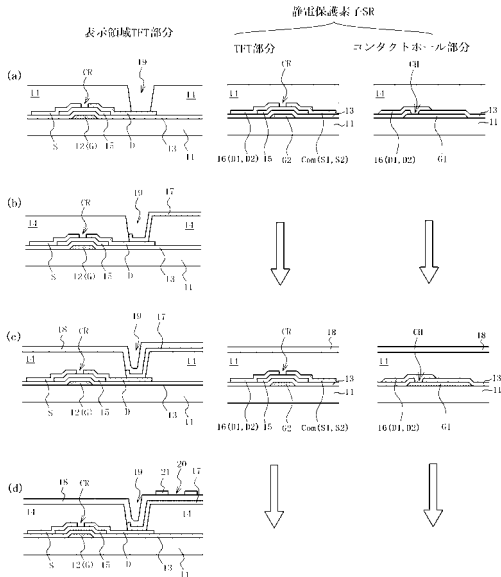 静電保護素子SR
表示領域TFT部分
TFT部分
コンタクトホール部分
(a)
19 CR CR CH
14 14 14 14
13
11
13
11
S 12(G) 15 D 13 11
16(D1, D2) 15 G2 Com(S1, S2)
16(D1, D2) G1
(b)
CR 19 17
14 14
S 12(G) 15 D 13 11
(c)
18 CR 19 17 CR 18 CH 18
14 14 14 14
13
11
13
11
S 12(G) 15 D 13 11
16(D1, D2) 15 G2 Com(S1, S2)
16(D1, D2) G1
(d)
18 CR 19 21 20 17
14 14
S 12(G) 15 D 13 11